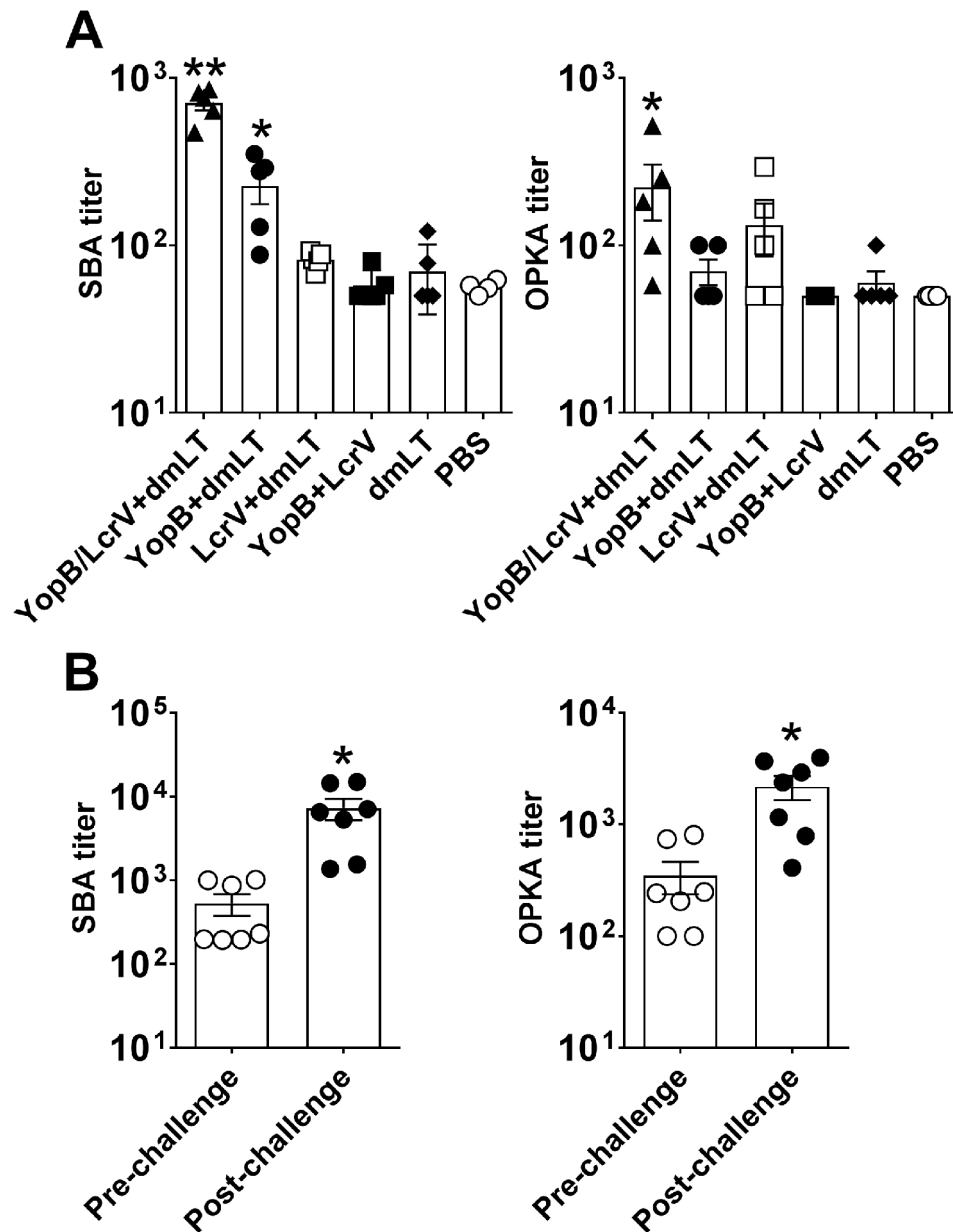 A
SBA titer
10³
10²
10¹
**
*
YopB/LcrV+dmLT
YopB+dmLT
LcrV+dmLT
YopB+LcrV
dmLT
PBS
OPKA titer
10³
10²
10¹
*
YopB/LcrV+dmLT
YopB+dmLT
LcrV+dmLT
YopB+LcrV
dmLT
PBS
B
SBA titer
10⁵
10⁴
10³
10²
10¹
*
Pre-challenge
Post-challenge
OPKA titer
10⁴
10³
10²
10¹
*
Pre-challenge
Post-challenge